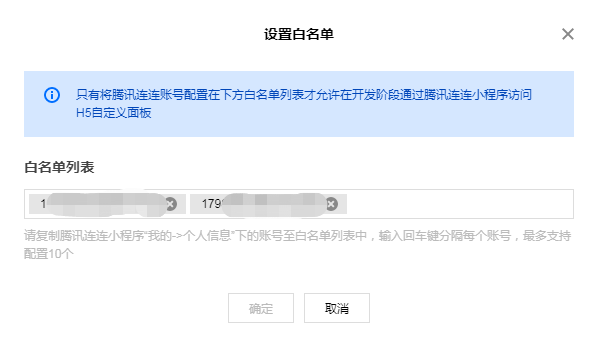 设置白名单
只有将腾讯连连账号配置在下方白名单列表才允许在开发阶段通过腾讯连连小程序访问
H5自定义面板
白名单列表
1 179
请复制腾讯连连小程序“我的->个人信息”下的账号至白名单列表中，输入回车键分隔每个账号，最多支持
配置10个
确定 取消